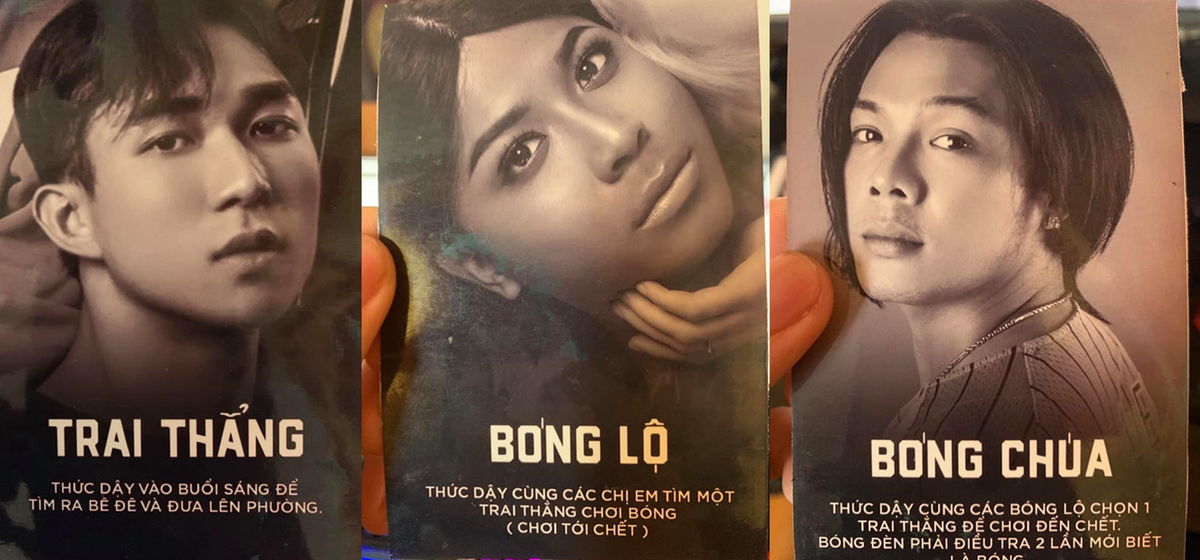 TRAI THẲNG
THỨC DẬY VÀO BUỔI SÁNG ĐỂ
TÌM RA BÊ ĐÊ VÀ ĐƯA LÊN PHƯỜNG.
BÓNG LỘ
THỨC DẬY CÙNG CÁC CHỊ EM TÌM MỘT
TRAI THẲNG CHƠI BÓNG
( CHƠI TỚI CHẾT )
BÓNG CHÚA
THỨC DẬY CÙNG CÁC BÓNG LỘ CHỌN 1
TRAI THẲNG ĐỂ CHƠI ĐẾN CHẾT.
BÓNG ĐÈN PHẢI ĐIỀU TRA 2 LẦN MỚI BIẾT
LÀ BÓNG